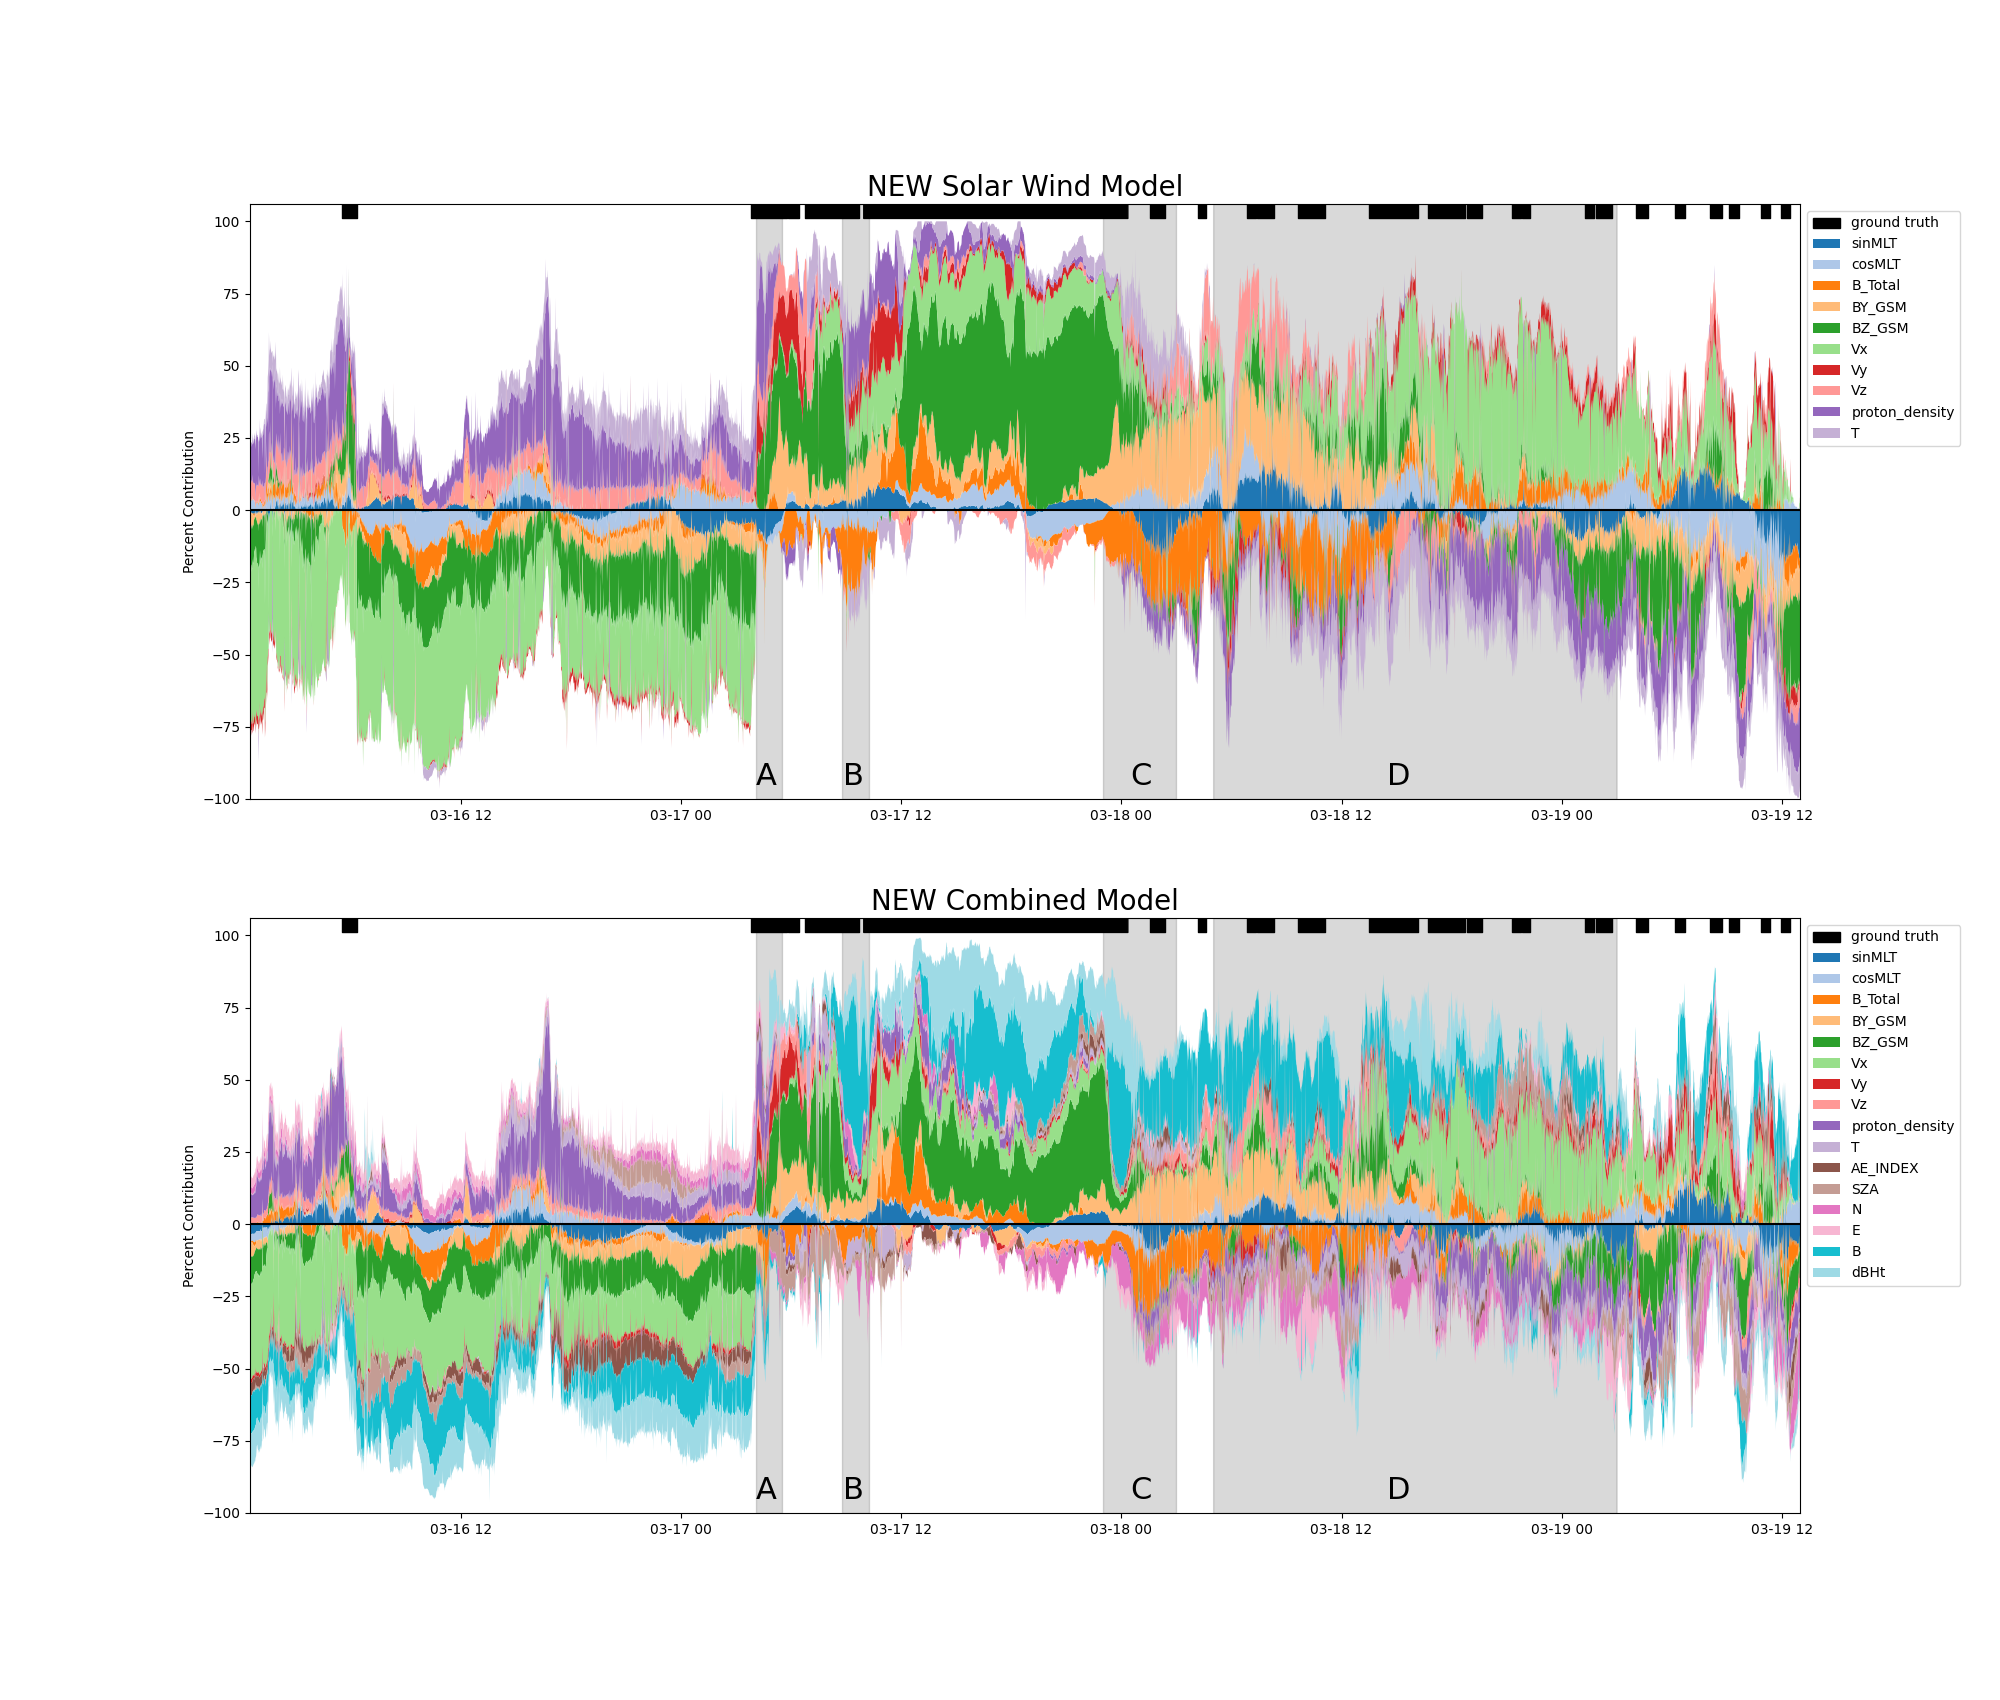 NEW Solar Wind Model
100
75
50
25
0
−25
−50
−75
−100
Percent Contribution
A
B
C
D
03-16 12
03-17 00
03-17 12
03-18 00
03-18 12
03-19 00
03-19 12
ground truth
sinMLT
cosMLT
B_Total
BY_GSM
BZ_GSM
Vx
Vy
Vz
proton_density
T
NEW Combined Model
100
75
50
25
0
−25
−50
−75
−100
Percent Contribution
A
B
C
D
03-16 12
03-17 00
03-17 12
03-18 00
03-18 12
03-19 00
03-19 12
ground truth
sinMLT
cosMLT
B_Total
BY_GSM
BZ_GSM
Vx
Vy
Vz
proton_density
T
AE_INDEX
SZA
N
E
B
dBHt